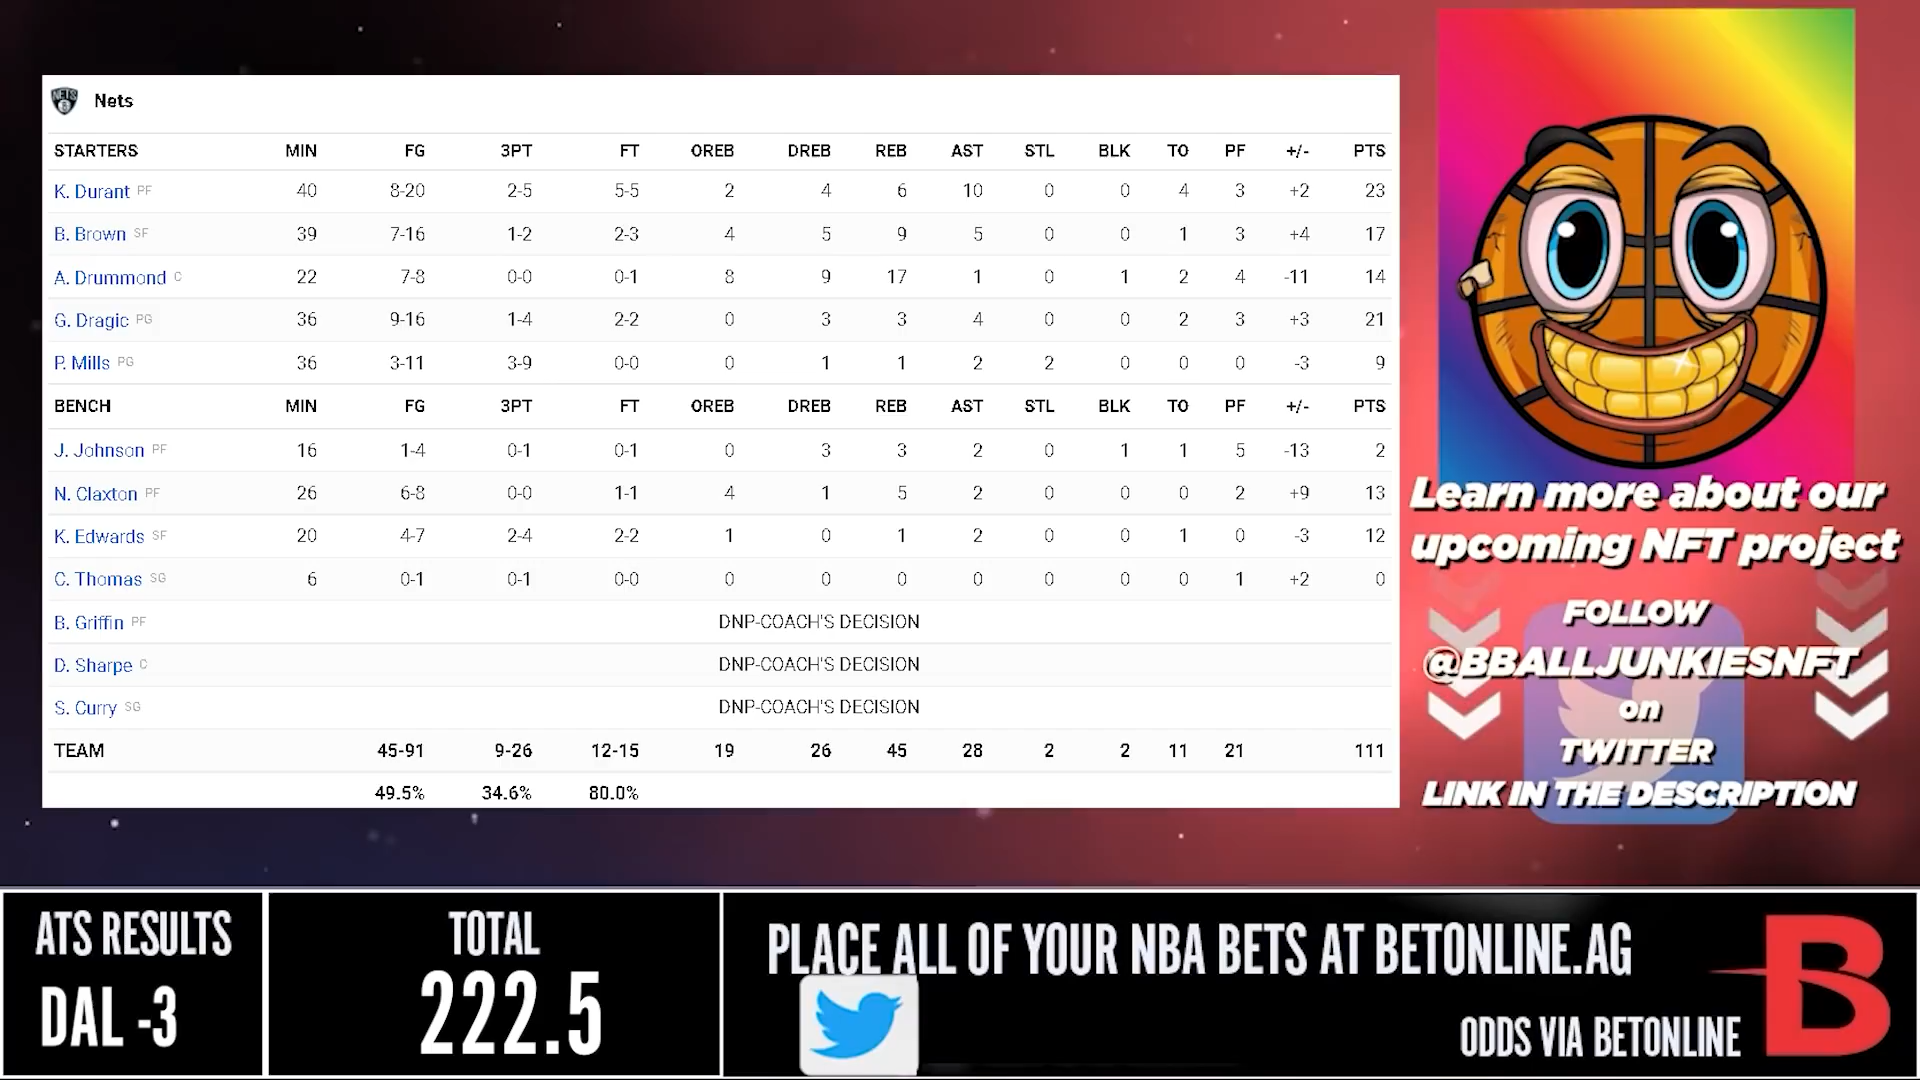 Nets
STARTERS MIN FG 3PT FT OREB DREB REB AST STL BLK TO PF +/- PTS
K. Durant PF 40 8-20 2-5 5-5 2 4 6 10 0 0 4 3 +2 23
B. Brown SF 39 7-16 1-2 2-3 4 5 9 5 0 0 1 3 +4 17
A. Drummond C 22 7-8 0-0 0-1 8 9 17 1 0 1 2 4 -11 14
G. Dragic PG 36 9-16 1-4 2-2 0 3 3 4 0 0 2 3 +3 21
P. Mills PG 36 3-11 3-9 0-0 0 1 1 2 2 0 0 0 -3 9
BENCH MIN FG 3PT FT OREB DREB REB AST STL BLK TO PF +/- PTS
J. Johnson PF 16 1-4 0-1 0-1 0 3 3 2 0 1 1 5 -13 2
N. Claxton PF 26 6-8 0-0 1-1 4 1 5 2 0 0 0 2 +9 13
K. Edwards SF 20 4-7 2-4 2-2 1 0 1 2 0 0 1 0 -3 12
C. Thomas SG 6 0-1 0-1 0-0 0 0 0 0 0 0 0 1 +2 0
B. Griffin PF DNP-COACH'S DECISION
D. Sharpe C DNP-COACH'S DECISION
S. Curry SG DNP-COACH'S DECISION
TEAM 45-91 9-26 12-15 19 26 45 28 2 2 11 21 111
49.5% 34.6% 80.0%
Learn more about our
upcoming NFT project
FOLLOW
@BBALLJUNKIESNFT
on
TWITTER
LINK IN THE DESCRIPTION
ATS RESULTS
DAL -3
TOTAL
222.5
PLACE ALL OF YOUR NBA BETS AT BETONLINE.AG
ODDS VIA BETONLINE
B